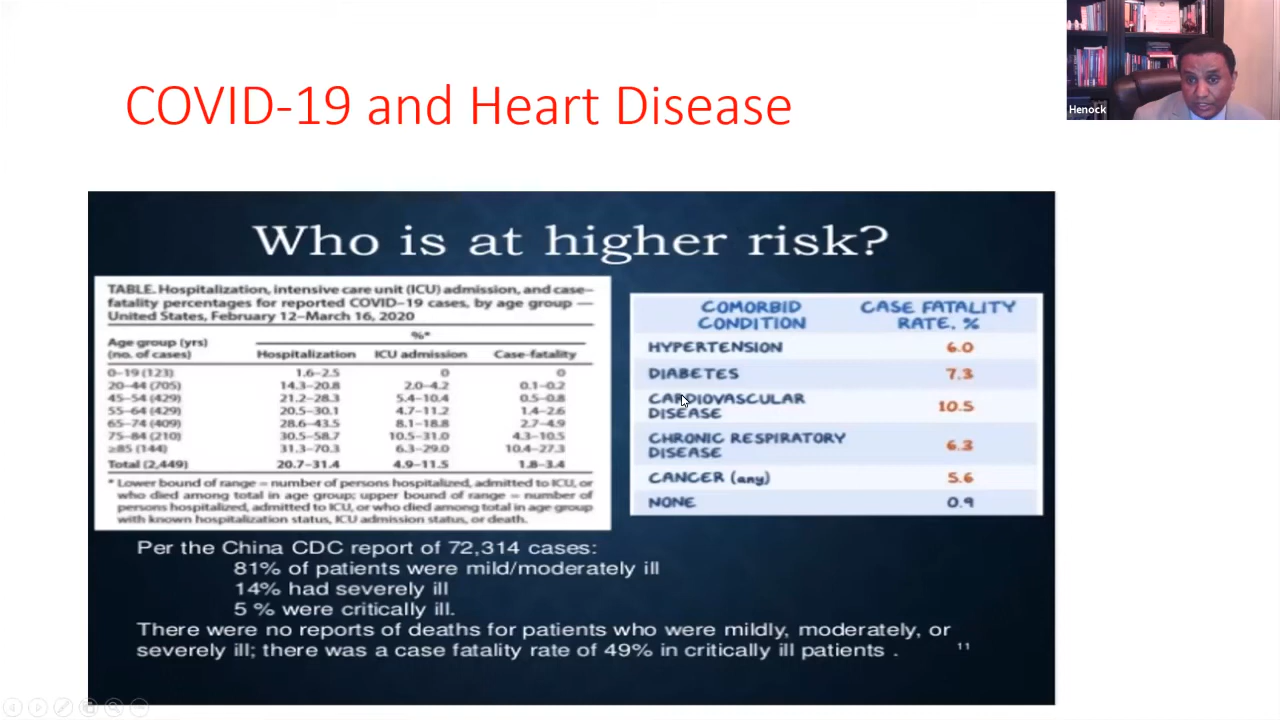 COVID-19 and Heart Disease
Henock
Who is at higher risk?
TABLE. Hospitalization, intensive care unit (ICU) admission, and case–
fatality percentages for reported COVID–19 cases, by age group —
United States, February 12–March 16, 2020
%*
Age group (yrs)
(no. of cases) Hospitalization ICU admission Case-fatality
0–19 (123) 1.6–2.5 0 0
20–44 (705) 14.3–20.8 2.0–4.2 0.1–0.2
45–54 (429) 21.2–28.3 5.4–10.4 0.5–0.8
55–64 (429) 20.5–30.1 4.7–11.2 1.4–2.6
65–74 (409) 28.6–43.5 8.1–18.8 2.7–4.9
75–84 (210) 30.5–58.7 10.5–31.0 4.3–10.5
≥85 (144) 31.3–70.3 6.3–29.0 10.4–27.3
Total (2,449) 20.7–31.4 4.9–11.5 1.8–3.4
* Lower bound of range = number of persons hospitalized, admitted to ICU, or
who died among total in age group; upper bound of range = number of
persons hospitalized, admitted to ICU, or who died among total in age group
with known hospitalization status, ICU admission status, or death.
COMORBID CASE FATALITY
CONDITION RATE, %
HYPERTENSION 6.0
DIABETES 7.3
CARDIOVASCULAR
DISEASE 10.5
CHRONIC RESPIRATORY
DISEASE 6.3
CANCER (any) 5.6
NONE 0.9
Per the China CDC report of 72,314 cases:
81% of patients were mild/moderately ill
14% had severely ill
5 % were critically ill.
There were no reports of deaths for patients who were mildly, moderately, or
severely ill; there was a case fatality rate of 49% in critically ill patients .
11